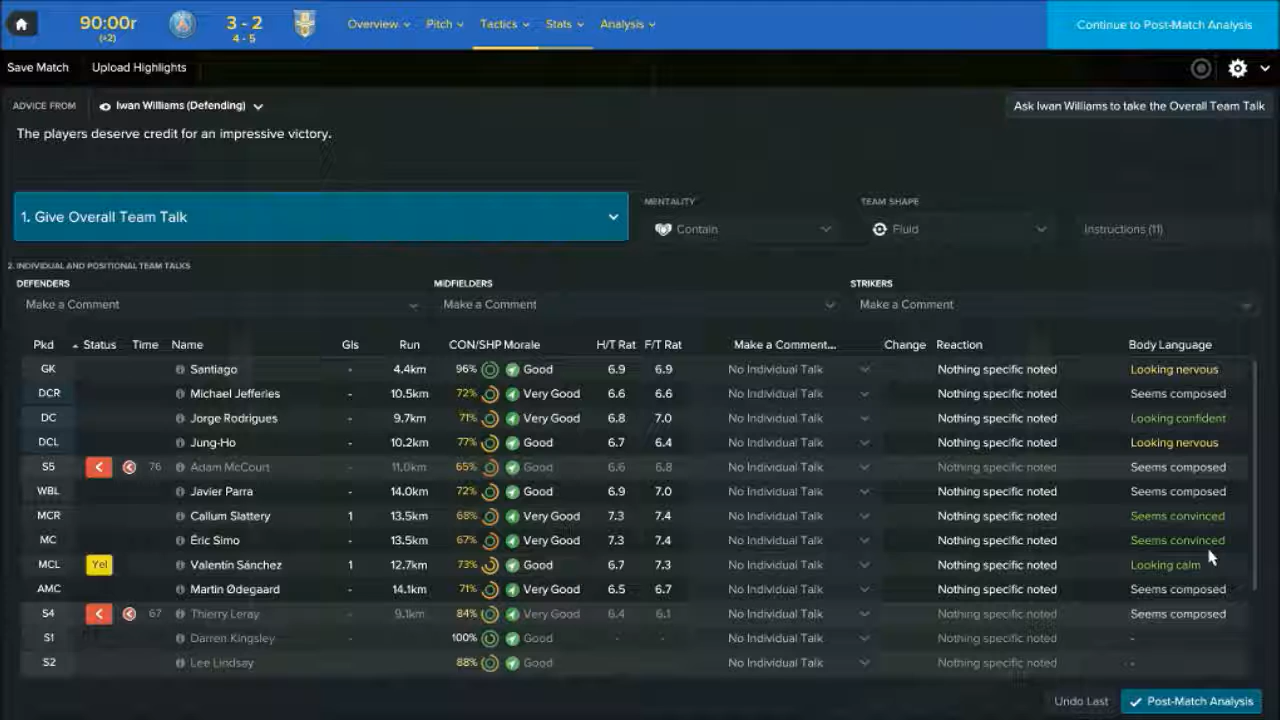 90:00r 3 - 2 Overview Pitch Tactics Stats Analysis Continue to Post-Match Analysis
(+2) 4 - 5
Save Match Upload Highlights
ADVICE FROM Iwan Williams (Defending) Ask Iwan Williams to take the Overall Team Talk
The players deserve credit for an impressive victory.
MENTALITY TEAM SHAPE
1. Give Overall Team Talk Contain Fluid Instructions (11)
2. INDIVIDUAL AND POSITIONAL TEAM TALKS
DEFENDERS MIDFIELDERS STRIKERS
Make a Comment Make a Comment Make a Comment
Pkd Status Time Name Gls Run CON/SHP Morale H/T Rat F/T Rat Make a Comment... Change Reaction Body Language
GK Santiago - 4.4km 96% Good 6.9 6.9 No Individual Talk Nothing specific noted Looking nervous
DCR Michael Jefferies - 10.5km 72% Very Good 6.6 6.6 No Individual Talk Nothing specific noted Seems composed
DC Jorge Rodrigues - 9.7km 71% Very Good 6.8 7.0 No Individual Talk Nothing specific noted Looking confident
DCL Jung-Ho - 10.2km 77% Good 6.7 6.4 No Individual Talk Nothing specific noted Looking nervous
S5 76 Adam McCourt - 11.0km 65% Good 6.6 6.8 No Individual Talk Nothing specific noted Seems composed
WBL Javier Parra - 14.0km 72% Good 6.9 7.0 No Individual Talk Nothing specific noted Seems composed
MCR Callum Slattery 1 13.5km 68% Very Good 7.3 7.4 No Individual Talk Nothing specific noted Seems convinced
MC Éric Simo - 13.5km 67% Very Good 7.3 7.4 No Individual Talk Nothing specific noted Seems convinced
MCL Yel Valentín Sánchez 1 12.7km 73% Good 6.7 7.3 No Individual Talk Nothing specific noted Looking calm
AMC Martin Ødegaard - 14.1km 71% Very Good 6.5 6.7 No Individual Talk Nothing specific noted Seems composed
S4 67 Thierry Leray - 9.1km 84% Very Good 6.4 6.1 No Individual Talk Nothing specific noted Seems composed
S1 Darren Kingsley - 100% Good - - No Individual Talk Nothing specific noted -
S2 Lee Lindsay 88% Good No Individual Talk Nothing specific noted -
Undo Last Post-Match Analysis